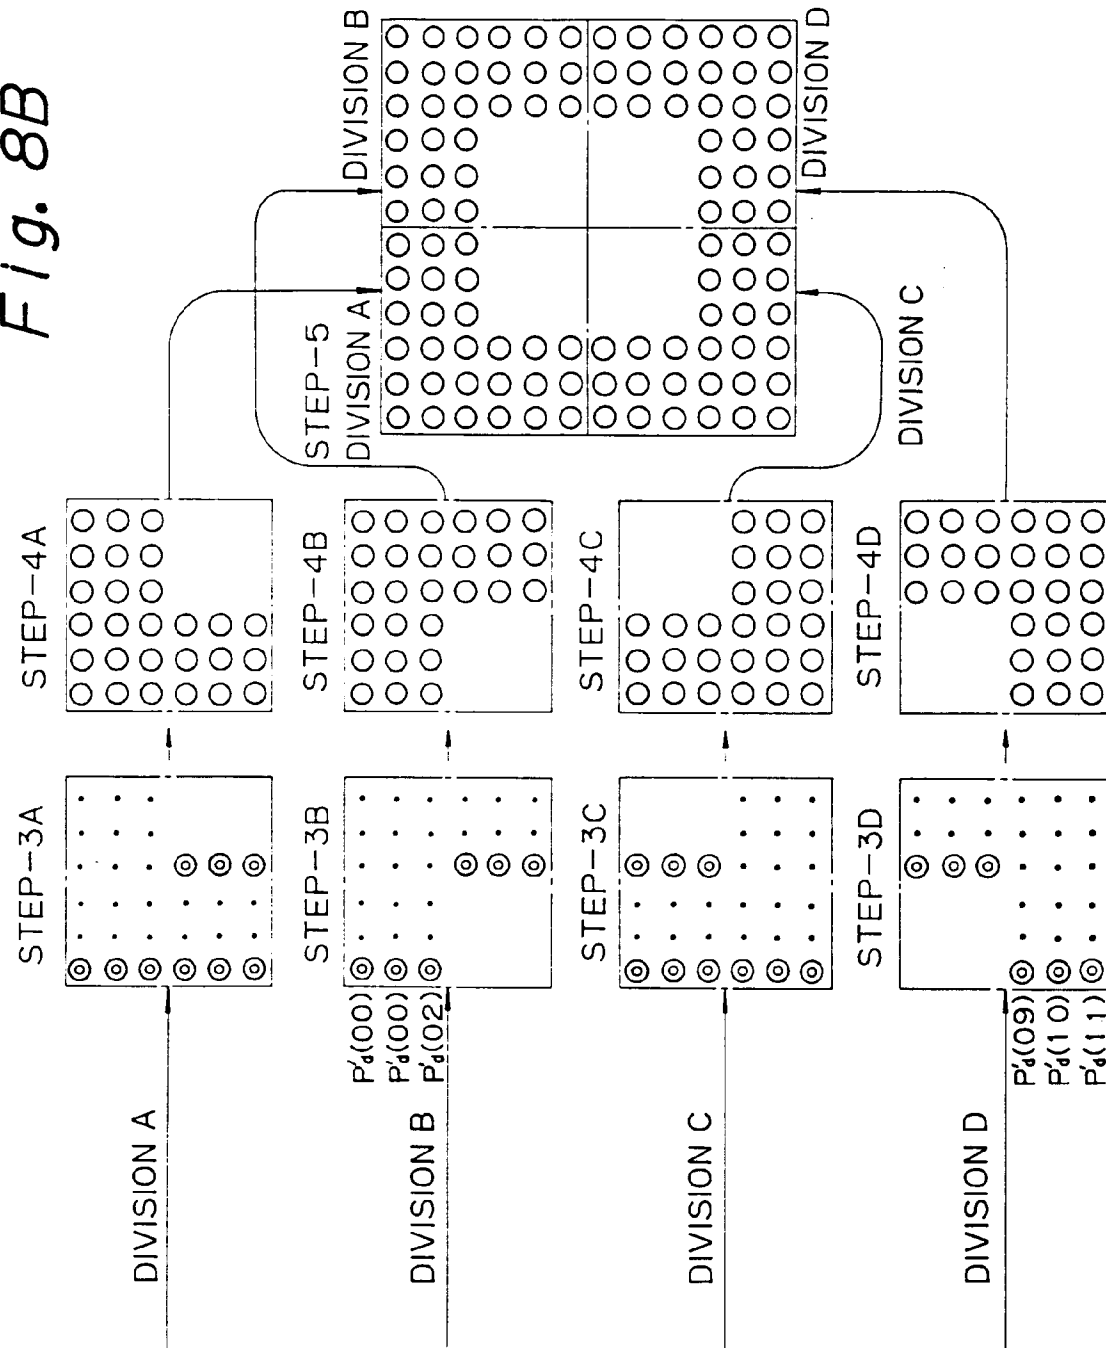 Fig. 8B
DIVISION A
DIVISION B
DIVISION C
DIVISION D
STEP-3A
STEP-3B
P'd(00)
P'd(00)
P'd(02)
STEP-3C
STEP-3D
P'd(09)
P'd(10)
P'd(11)
STEP-4A
STEP-4B
STEP-4C
STEP-4D
STEP-5
DIVISION A
DIVISION B
DIVISION C
DIVISION D